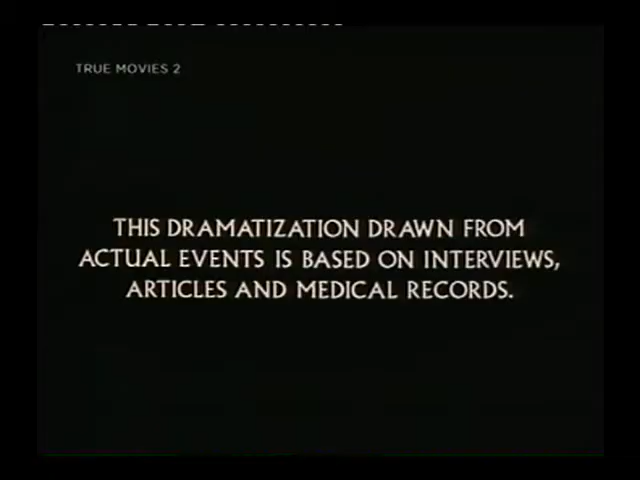 TRUE MOVIES 2
THIS DRAMATIZATION DRAWN FROM
ACTUAL EVENTS IS BASED ON INTERVIEWS,
ARTICLES AND MEDICAL RECORDS.